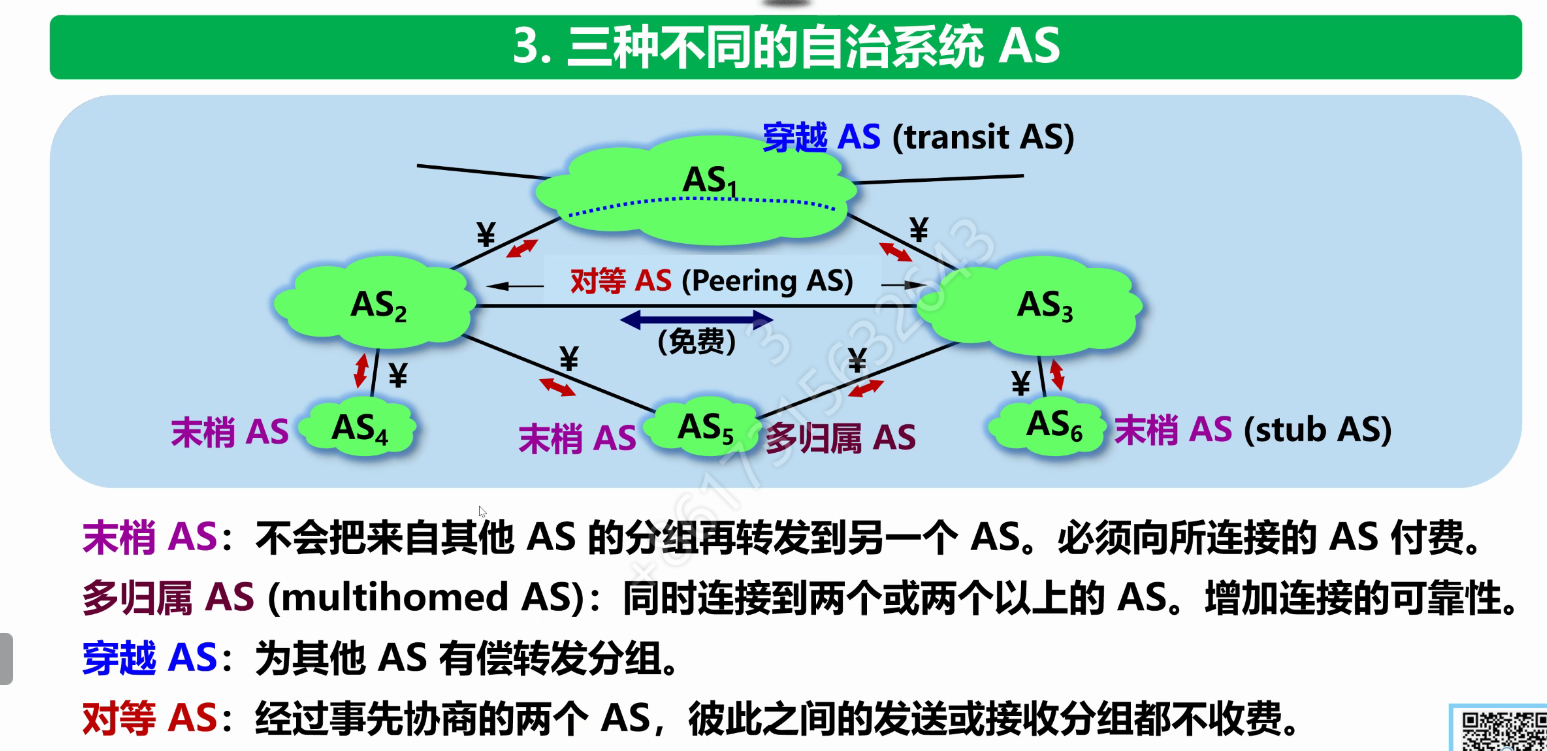 3. 三种不同的自治系统 AS
穿越 AS (transit AS)
AS1
¥
¥
对等 AS (Peering AS)
AS2
AS3
(免费)
¥
¥
¥
¥
末梢 AS
AS4
末梢 AS
AS5
多归属 AS
AS6
末梢 AS (stub AS)
末梢 AS：不会把来自其他 AS 的分组再转发到另一个 AS。必须向所连接的 AS 付费。
多归属 AS (multihomed AS)：同时连接到两个或两个以上的 AS。增加连接的可靠性。
穿越 AS：为其他 AS 有偿转发分组。
对等 AS：经过事先协商的两个 AS，彼此之间的发送或接收分组都不收费。